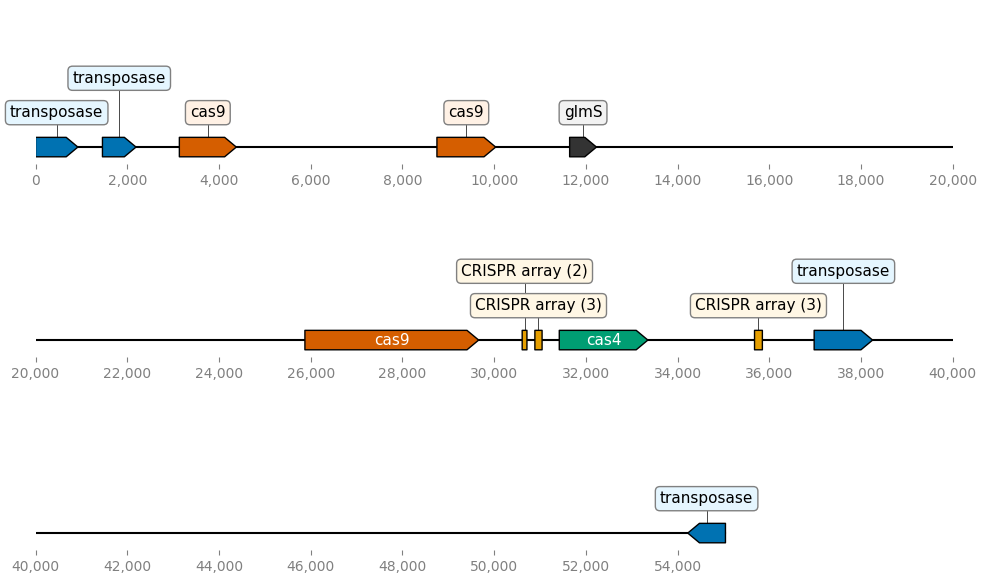 transposase
transposase cas9 cas9 glmS
0 2,000 4,000 6,000 8,000 10,000 12,000 14,000 16,000 18,000 20,000
CRISPR array (2) transposase
CRISPR array (3) CRISPR array (3)
cas9 cas4
20,000 22,000 24,000 26,000 28,000 30,000 32,000 34,000 36,000 38,000 40,000
transposase
40,000 42,000 44,000 46,000 48,000 50,000 52,000 54,000